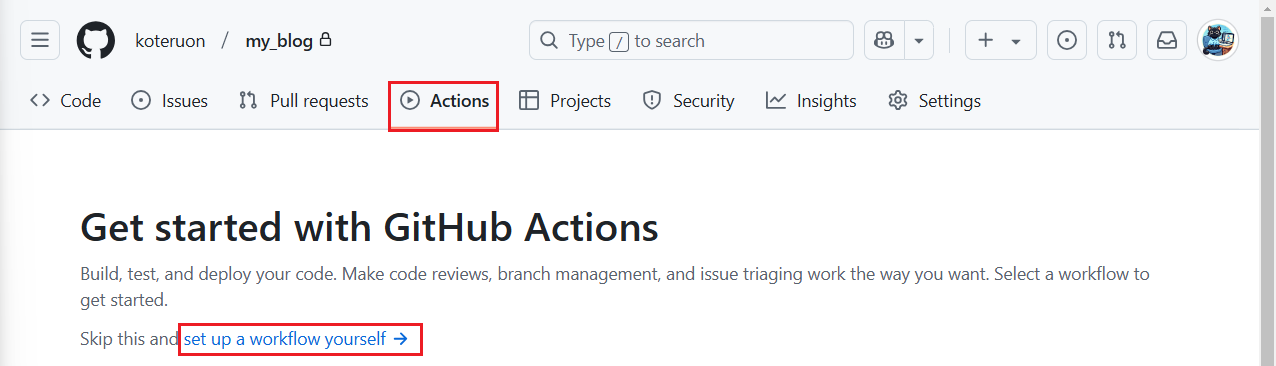 koteruon / my_blog Type / to search
Code Issues Pull requests Actions Projects Security Insights Settings
Get started with GitHub Actions
Build, test, and deploy your code. Make code reviews, branch management, and issue triaging work the way you want. Select a workflow to
get started.
Skip this and set up a workflow yourself →